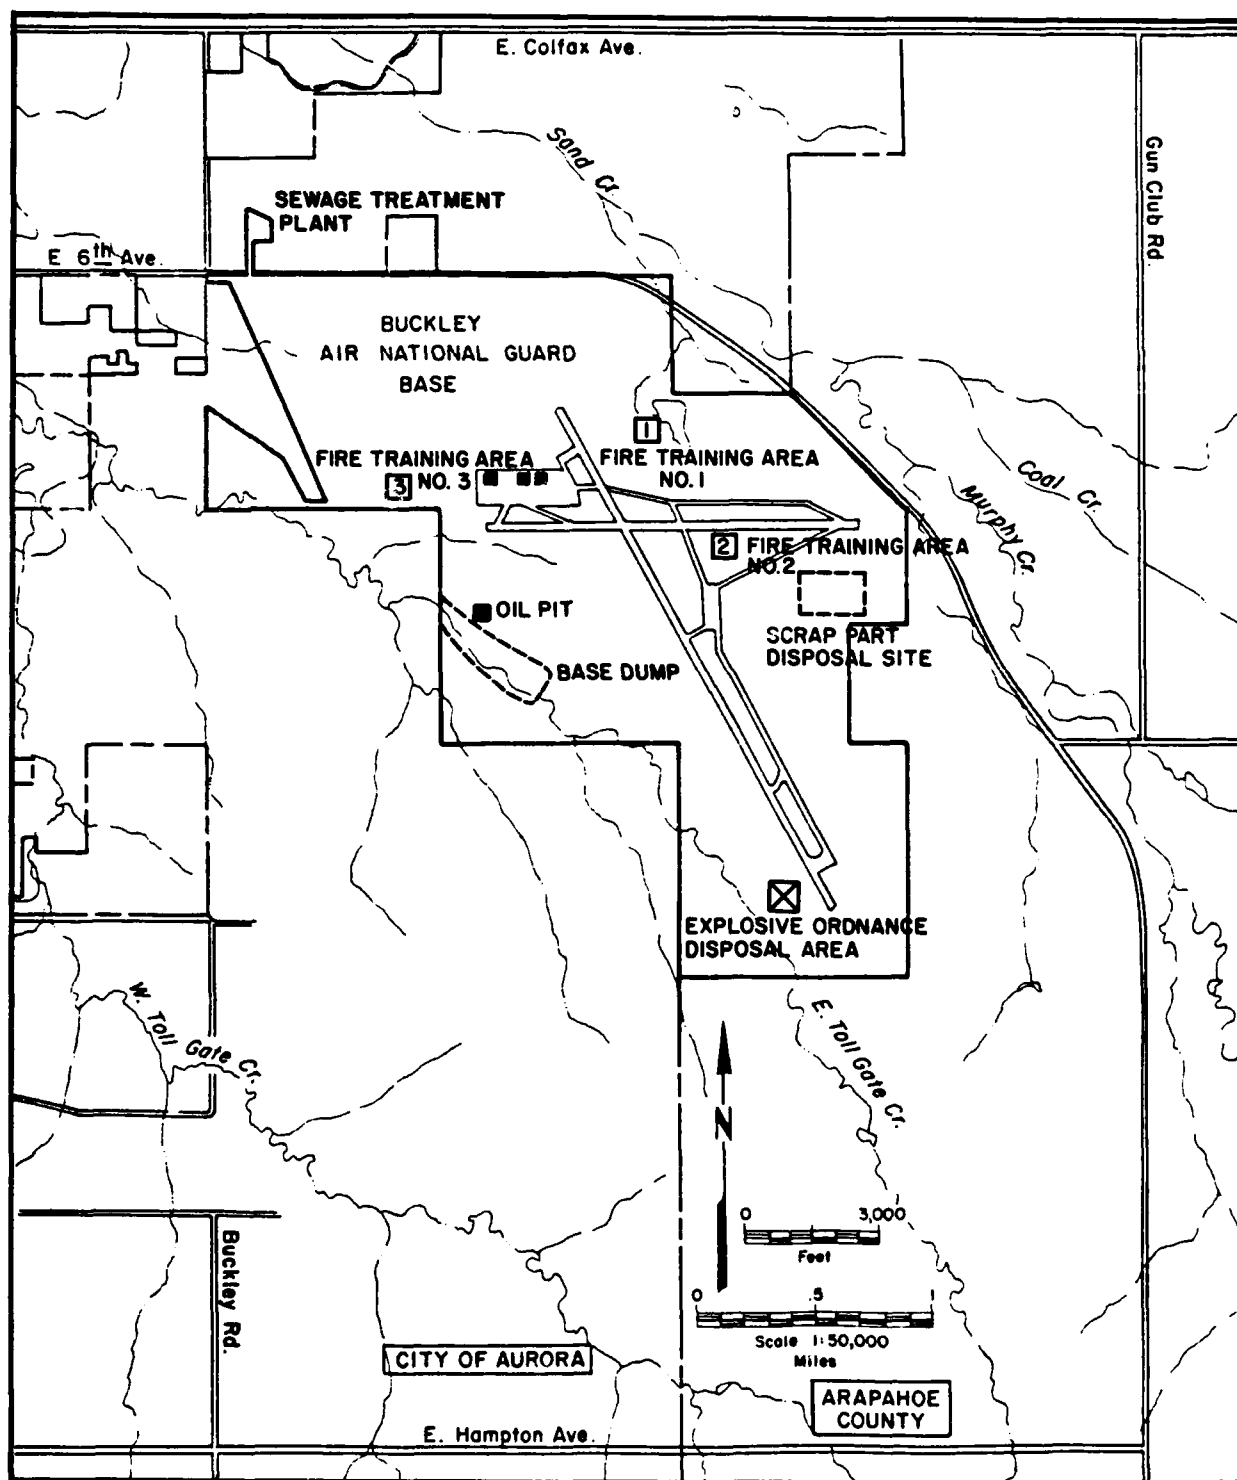 E. Colfax Ave.
Sand Cr.
Gun Club Rd.
SEWAGE TREATMENT
PLANT
E 6th Ave.
BUCKLEY
AIR NATIONAL GUARD
BASE
1
FIRE TRAINING AREA
NO. 1
FIRE TRAINING AREA
3 NO. 3
Coal Cr.
Murphy Cr.
2 FIRE TRAINING AREA
NO. 2
OIL PIT
SCRAP PART
DISPOSAL SITE
BASE DUMP
EXPLOSIVE ORDNANCE
DISPOSAL AREA
W. Toll Gate Cr.
E. Toll Gate Cr.
N
0 3,000
Feet
0 .5 1
Scale 1:50,000
Miles
Buckley Rd.
CITY OF AURORA
ARAPAHOE
COUNTY
E. Hampton Ave.